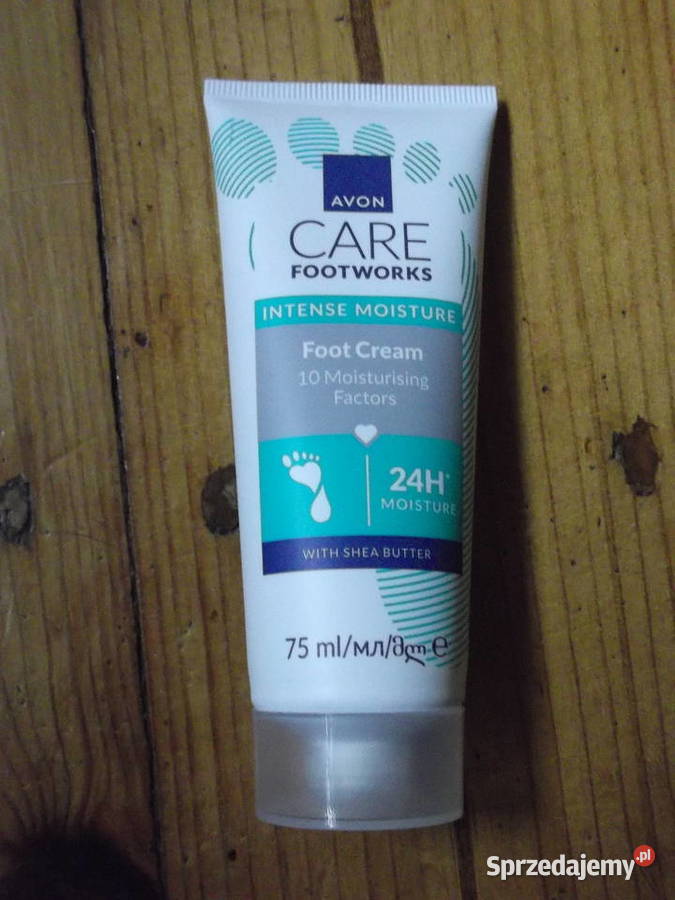 AVON
CARE
FOOTWORKS
INTENSE MOISTURE
Foot Cream
10 Moisturising
Factors
24H*
MOISTURE
WITH SHEA BUTTER
75 ml/мл/მლ ℮
Sprzedajemy.pl